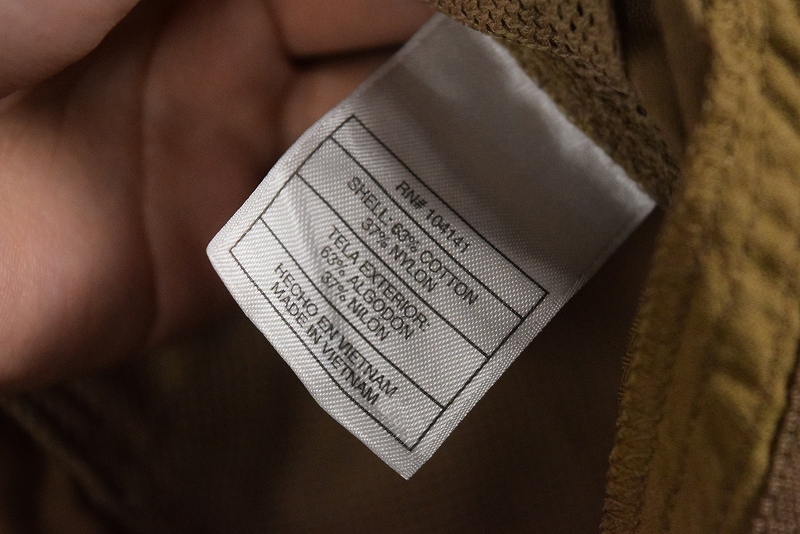 RN# 104141
SHELL: 63% COTTON
37% NYLON
TELA EXTERIOR:
63% ALGODON
37% NILON
HECHO EN VIETNAM
MADE IN VIETNAM